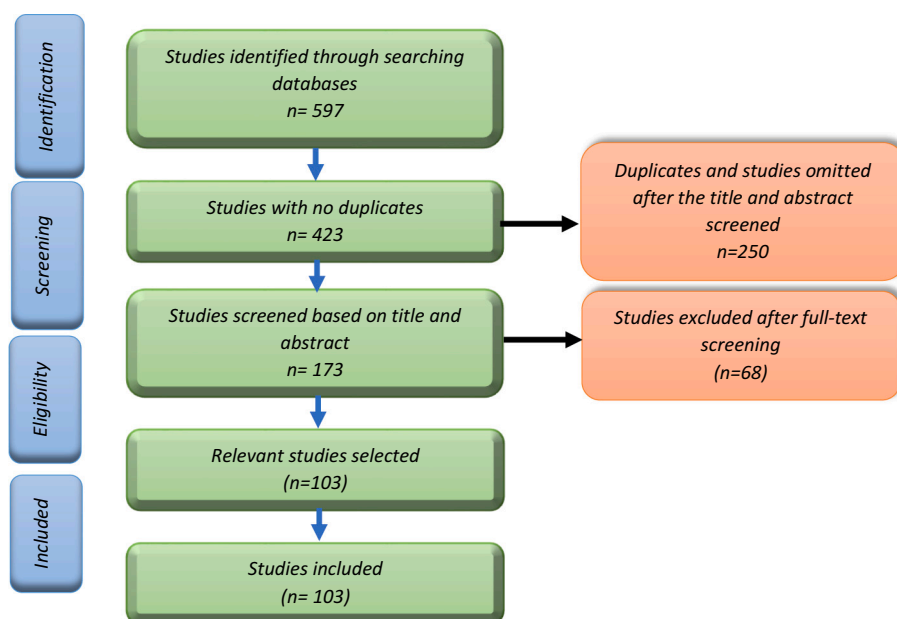 Identification
Studies identified through searching
databases
n= 597
Screening
Studies with no duplicates
n= 423
Duplicates and studies omitted
after the title and abstract
screened
n=250
Eligibility
Studies screened based on title and
abstract
n= 173
Studies excluded after full-text
screening
(n=68)
Relevant studies selected
(n=103)
Included
Studies included
(n= 103)